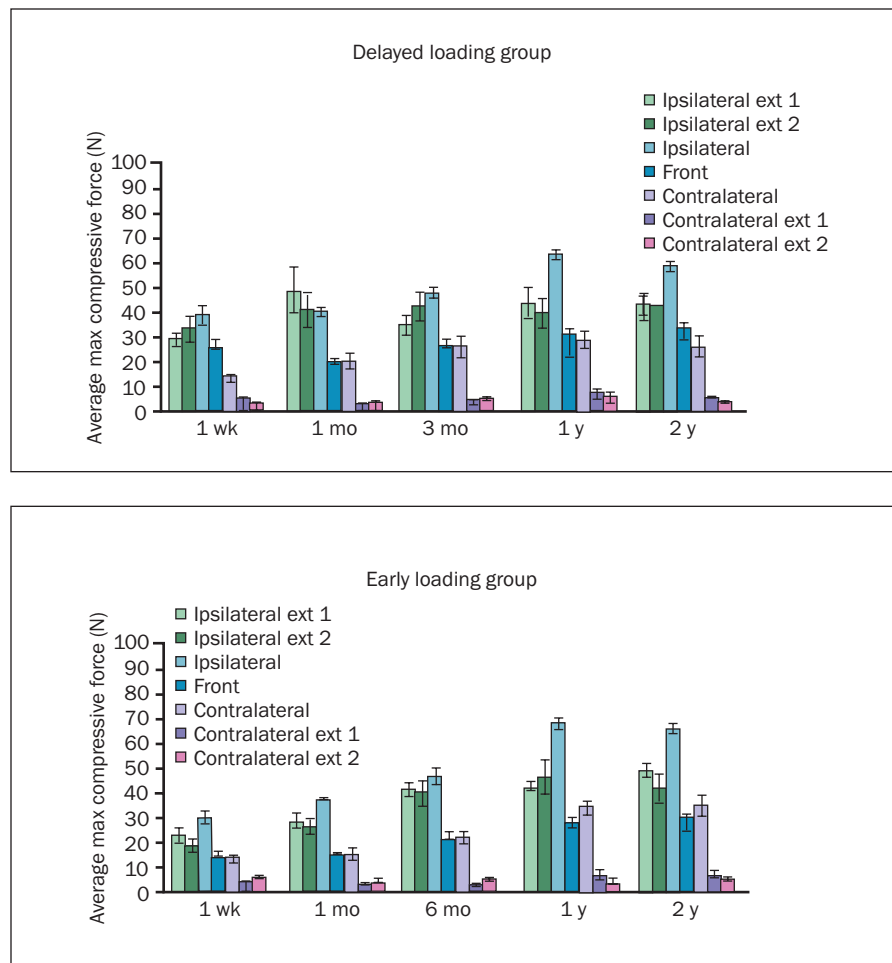 Delayed loading group
Ipsilateral ext 1
Ipsilateral ext 2
Ipsilateral
Front
Contralateral
Contralateral ext 1
Contralateral ext 2
Average max compressive force (N)
100
90
80
70
60
50
40
30
20
10
0
1 wk 1 mo 3 mo 1 y 2 y
Early loading group
Ipsilateral ext 1
Ipsilateral ext 2
Ipsilateral
Front
Contralateral
Contralateral ext 1
Contralateral ext 2
Average max compressive force (N)
100
90
80
70
60
50
40
30
20
10
0
1 wk 1 mo 6 mo 1 y 2 y